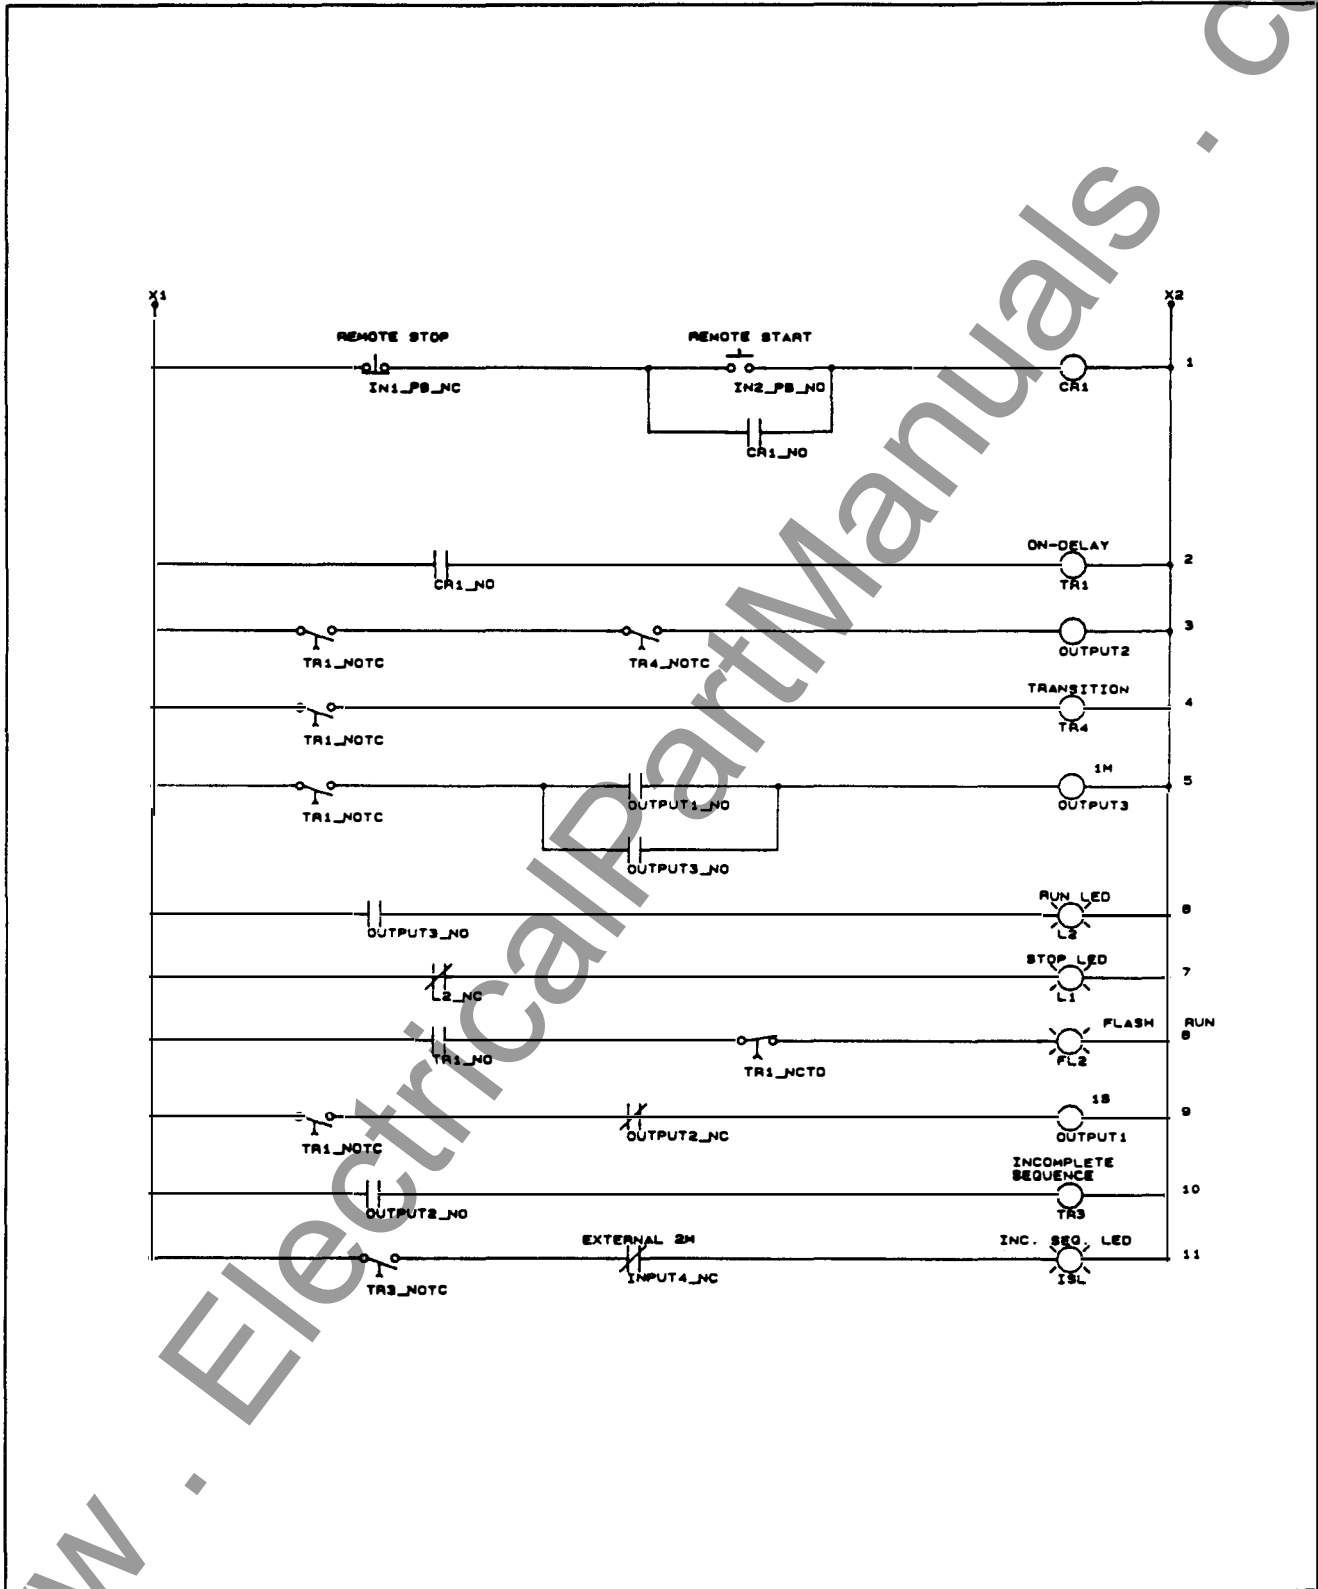 X1 X2
REMOTE STOP REMOTE START
1
IN1_PB_NC IN2_PB_NO CR1
CR1_NO
ON-DELAY
2
CR1_NO TR1
3
TR1_NOTC TR4_NOTC OUTPUT2
TRANSITION
4
TR1_NOTC TR4
1M
5
TR1_NOTC OUTPUT1_NO OUTPUT3
OUTPUT3_NO
RUN LED
6
OUTPUT3_NO L2
STOP LED
7
L2_NC L1
FLASH RUN
8
TR1_NO TR1_NCTO FL2
1S
9
TR1_NOTC OUTPUT2_NC OUTPUT1
INCOMPLETE
SEQUENCE
10
OUTPUT2_NO TR3
EXTERNAL 2M INC. SEQ. LED
11
TR3_NOTC INPUT4_NC ISL
w . ElectricalPartManuals . co